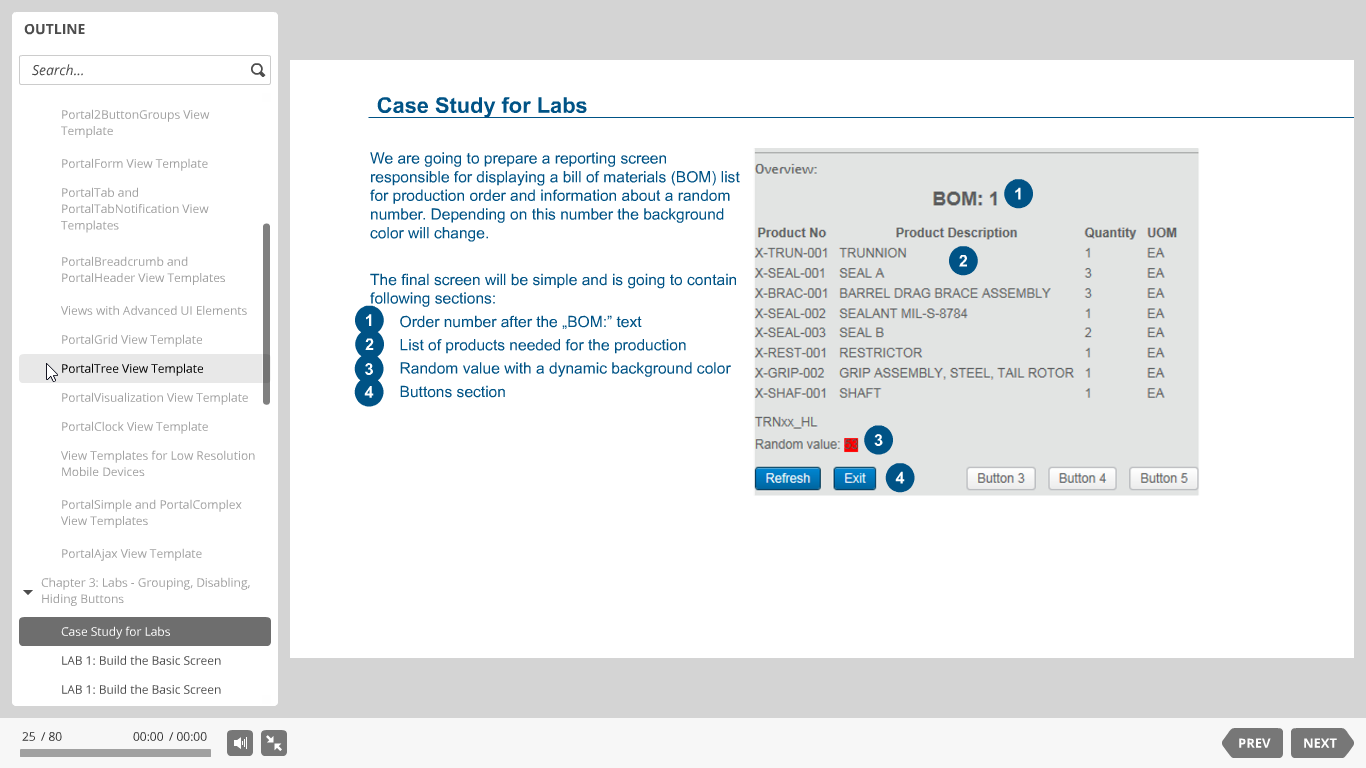 OUTLINE
Search...
Portal2ButtonGroups View
Template
PortalForm View Template
PortalTab and
PortalTabNotification View
Templates
PortalBreadcrumb and
PortalHeader View Templates
Views with Advanced UI Elements
PortalGrid View Template
PortalTree View Template
PortalVisualization View Template
PortalClock View Template
View Templates for Low Resolution
Mobile Devices
PortalSimple and PortalComplex
View Templates
PortalAjax View Template
Chapter 3: Labs - Grouping, Disabling,
Hiding Buttons
Case Study for Labs
LAB 1: Build the Basic Screen
LAB 1: Build the Basic Screen
Case Study for Labs
We are going to prepare a reporting screen
responsible for displaying a bill of materials (BOM) list
for production order and information about a random
number. Depending on this number the background
color will change.
The final screen will be simple and is going to contain
following sections:
1 Order number after the „BOM:” text
2 List of products needed for the production
3 Random value with a dynamic background color
4 Buttons section
Overview:
BOM: 1 1
Product No Product Description Quantity UOM
X-TRUN-001 TRUNNION 1 EA
2
X-SEAL-001 SEAL A 3 EA
X-BRAC-001 BARREL DRAG BRACE ASSEMBLY 3 EA
X-SEAL-002 SEALANT MIL-S-8784 1 EA
X-SEAL-003 SEAL B 2 EA
X-REST-001 RESTRICTOR 1 EA
X-GRIP-002 GRIP ASSEMBLY, STEEL, TAIL ROTOR 1 EA
X-SHAF-001 SHAFT 1 EA
TRNxx_HL
Random value: 3
Refresh Exit 4 Button 3 Button 4 Button 5
25 / 80 00:00 / 00:00
PREV NEXT